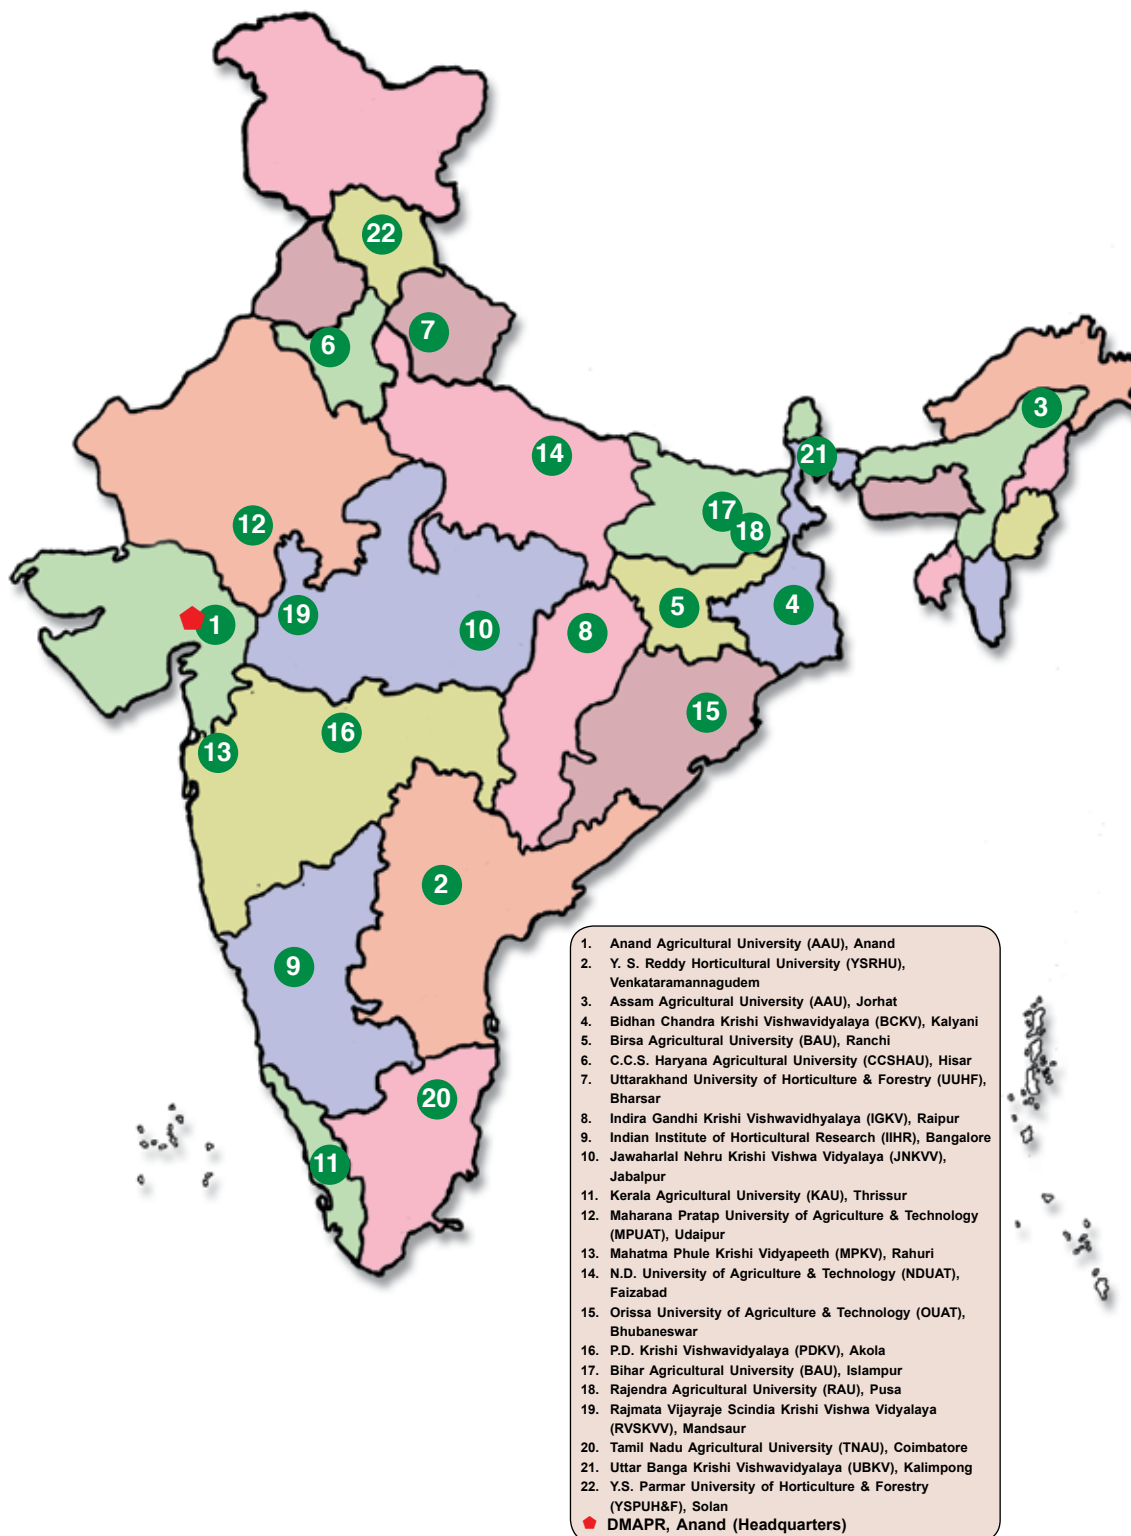 22
7
6
3
14
21
12
17
18
19
1
5
4
10
8
15
16
13
2
9
20
11
1. Anand Agricultural University (AAU), Anand
2. Y. S. Reddy Horticultural University (YSRHU),
Venkataramannagudem
3. Assam Agricultural University (AAU), Jorhat
4. Bidhan Chandra Krishi Vishwavidyalaya (BCKV), Kalyani
5. Birsa Agricultural University (BAU), Ranchi
6. C.C.S. Haryana Agricultural University (CCSHAU), Hisar
7. Uttarakhand University of Horticulture & Forestry (UUHF),
Bharsar
8. Indira Gandhi Krishi Vishwavidhyalaya (IGKV), Raipur
9. Indian Institute of Horticultural Research (IIHR), Bangalore
10. Jawaharlal Nehru Krishi Vishwa Vidyalaya (JNKVV),
Jabalpur
11. Kerala Agricultural University (KAU), Thrissur
12. Maharana Pratap University of Agriculture & Technology
(MPUAT), Udaipur
13. Mahatma Phule Krishi Vidyapeeth (MPKV), Rahuri
14. N.D. University of Agriculture & Technology (NDUAT),
Faizabad
15. Orissa University of Agriculture & Technology (OUAT),
Bhubaneswar
16. P.D. Krishi Vishwavidyalaya (PDKV), Akola
17. Bihar Agricultural University (BAU), Islampur
18. Rajendra Agricultural University (RAU), Pusa
19. Rajmata Vijayraje Scindia Krishi Vishwa Vidyalaya
(RVSKVV), Mandsaur
20. Tamil Nadu Agricultural University (TNAU), Coimbatore
21. Uttar Banga Krishi Vishwavidyalaya (UBKV), Kalimpong
22. Y.S. Parmar University of Horticulture & Forestry
(YSPUH&F), Solan
DMAPR, Anand (Headquarters)